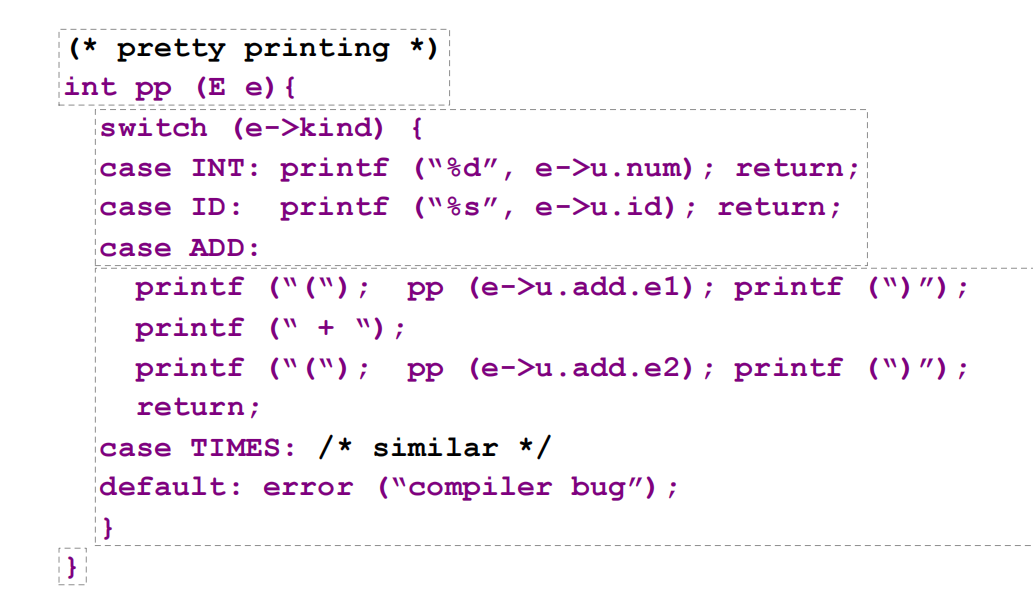 (* pretty printing *)
int pp (E e){
switch (e->kind) {
case INT: printf (“%d”, e->u.num); return;
case ID:  printf (“%s”, e->u.id); return;
case ADD:
printf (“(“);  pp (e->u.add.e1); printf (“)”);
printf (“ + “);
printf (“(“);  pp (e->u.add.e2); printf (“)”);
return;
case TIMES: /* similar */
default: error (“compiler bug”);
}
}